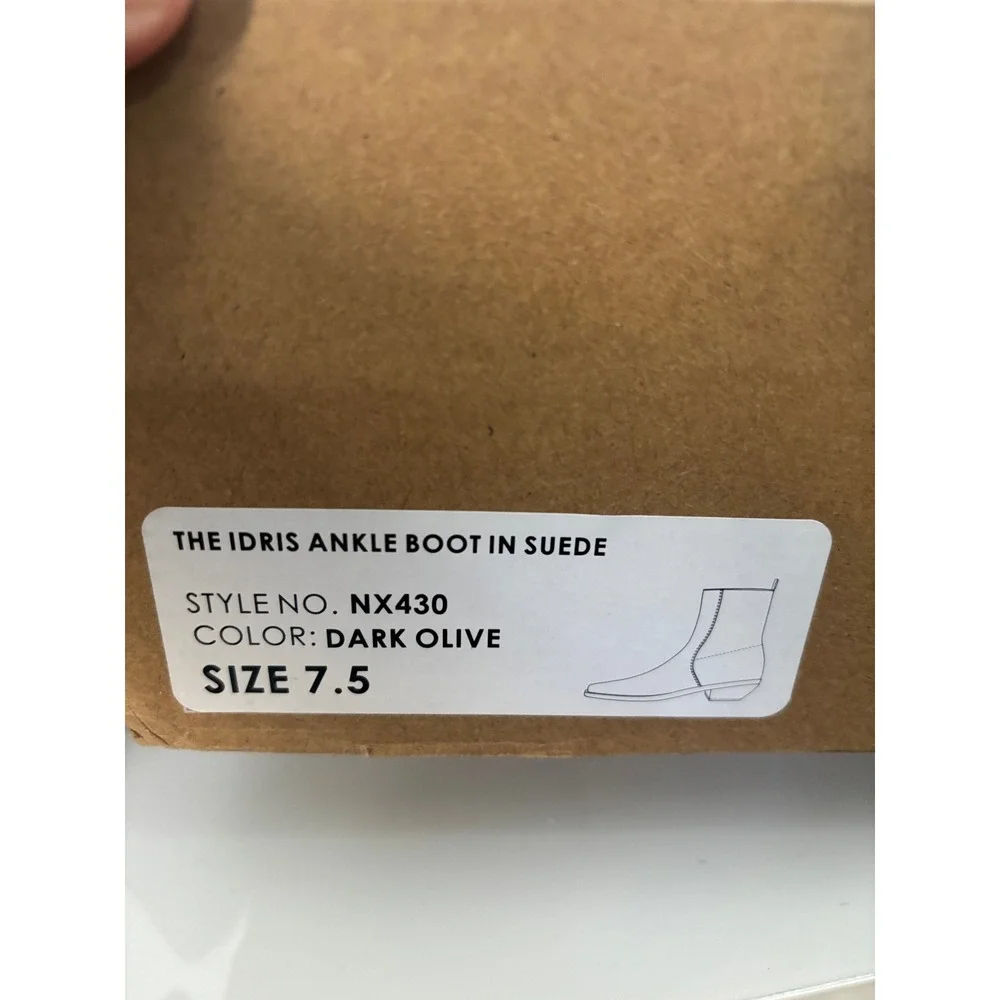 THE IDRIS ANKLE BOOT IN SUEDE
STYLE NO. NX430
COLOR: DARK OLIVE
SIZE 7.5